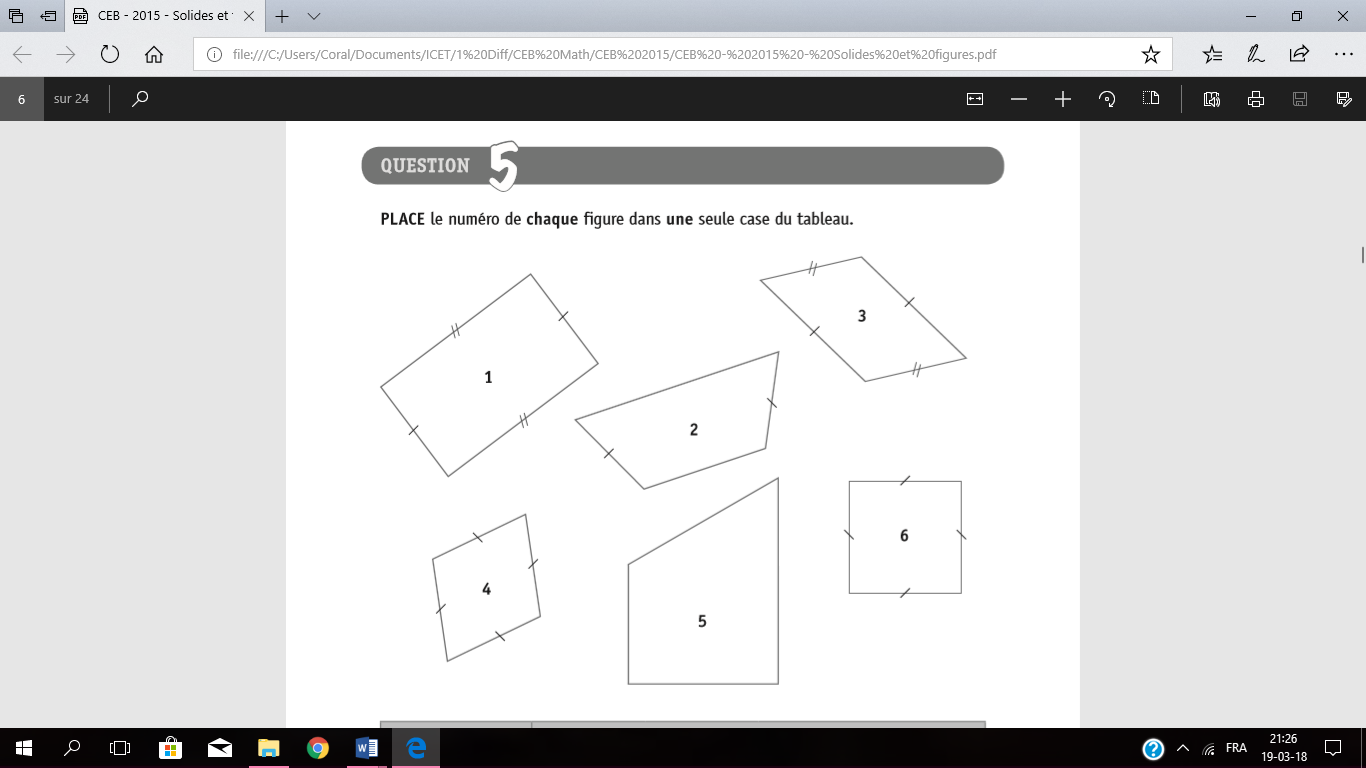 CEB - 2015 - Solides et
file:///C:/Users/Coral/Documents/ICET/1%20Diff/CEB%20Math/CEB%202015/CEB%20-%202015%20-%20Solides%20et%20figures.pdf
6 sur 24
QUESTION 5
PLACE le numéro de chaque figure dans une seule case du tableau.
1
3
2
4
5
6
FRA
21:26
19-03-18